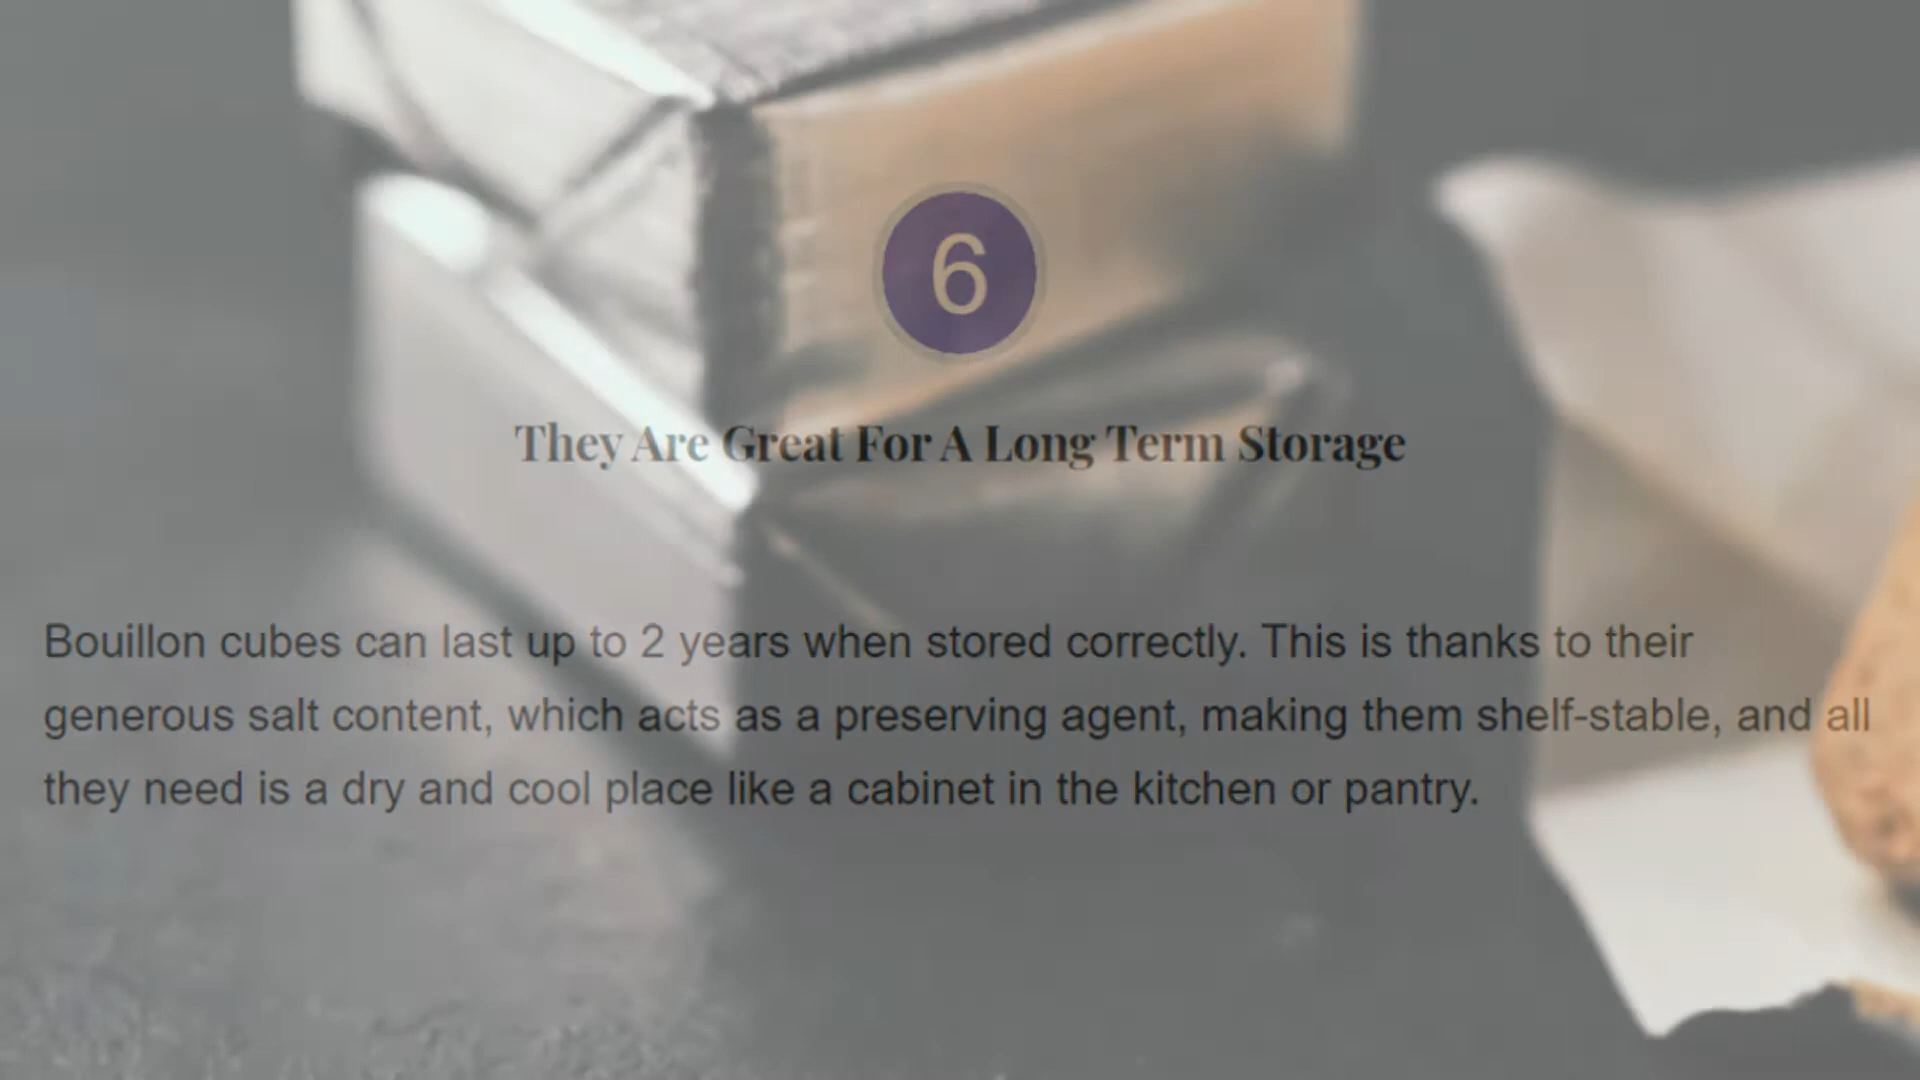 6
They Are Great For A Long Term Storage
Bouillon cubes can last up to 2 years when stored correctly. This is thanks to their
generous salt content, which acts as a preserving agent, making them shelf-stable, and all
they need is a dry and cool place like a cabinet in the kitchen or pantry.